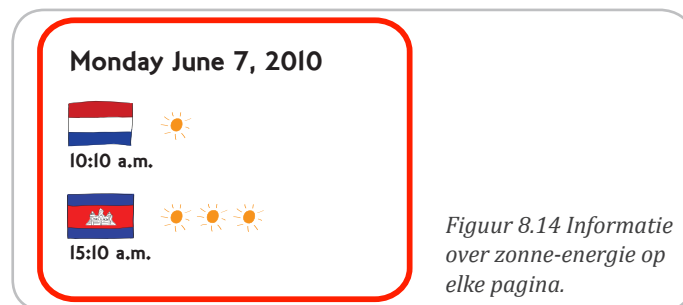 Monday June 7, 2010
10:10 a.m.
15:10 a.m.
Figuur 8.14 Informatie
over zonne-energie op
elke pagina.